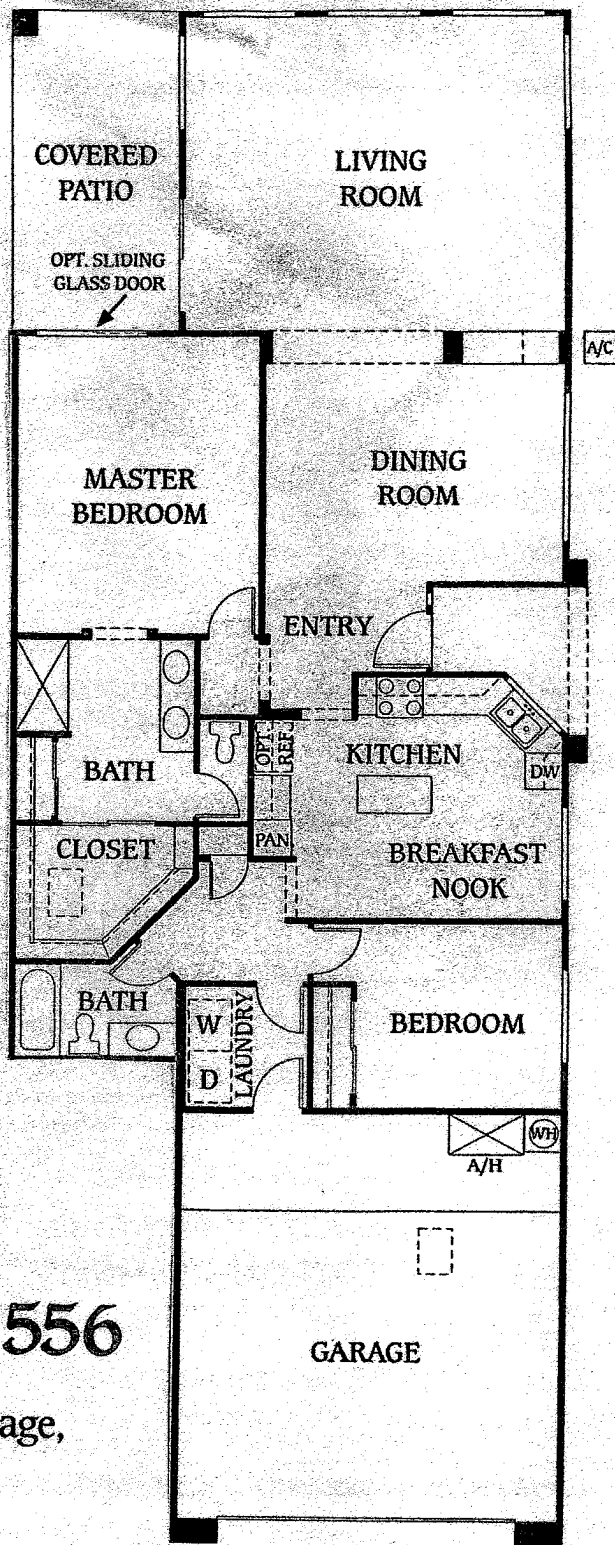 COVERED
PATIO
LIVING
ROOM
OPT. SLIDING
GLASS DOOR
A/C
MASTER
BEDROOM
DINING
ROOM
ENTRY
BATH
OPT.
REF.
KITCHEN
DW
PAN
CLOSET
BREAKFAST
NOOK
BATH
W
D
LAUNDRY
BEDROOM
A/H
WH
556
GARAGE
age,